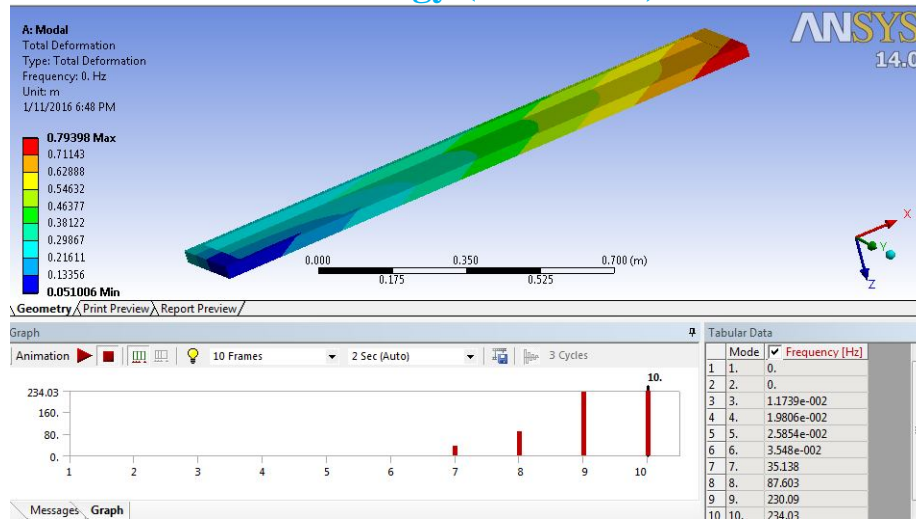 A: Modal
Total Deformation
Type: Total Deformation
Frequency: 0. Hz
Unit: m
1/11/2016 6:48 PM
0.79398 Max
0.71143
0.62888
0.54632
0.46377
0.38122
0.29867
0.21611
0.13356
0.051006 Min
ANSYS
14.0
0.000 0.350 0.700 (m)
0.175 0.525
X
Y
Z
Geometry Print Preview Report Preview
Graph
Animation 10 Frames 2 Sec (Auto) 3 Cycles
10.
234.03
160.
80.
0.
1 2 3 4 5 6 7 8 9 10
Messages Graph
Tabular Data
Mode Frequency [Hz]
1 1. 0.
2 2. 0.
3 3. 1.1739e-002
4 4. 1.9806e-002
5 5. 2.5854e-002
6 6. 3.548e-002
7 7. 35.138
8 8. 87.603
9 9. 230.09
10 10. 234.03